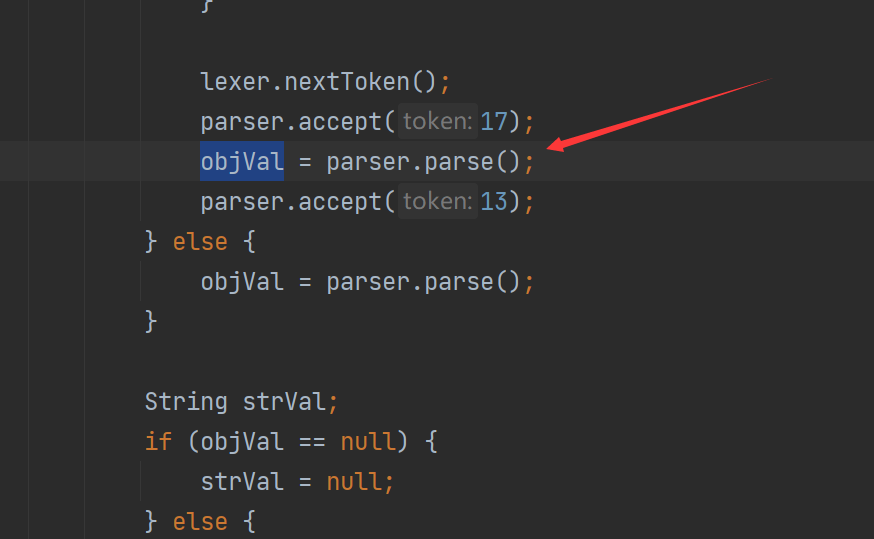 }
lexer.nextToken();
parser.accept( token: 17);
objVal = parser.parse();
parser.accept( token: 13);
} else {
objVal = parser.parse();
}
String strVal;
if (objVal == null) {
strVal = null;
} else {